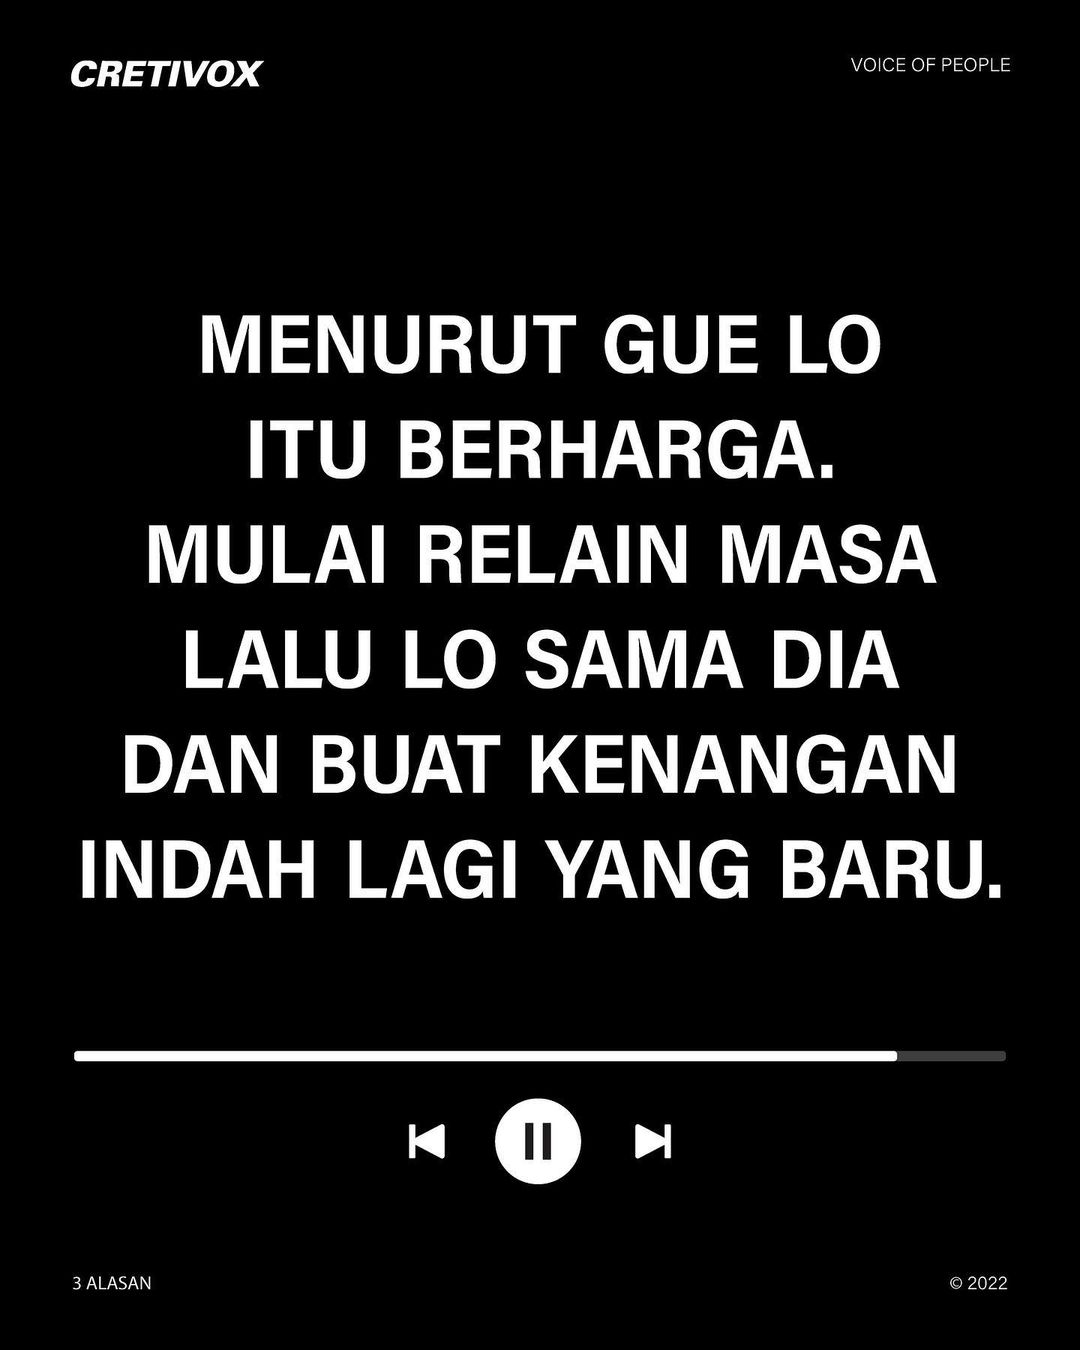 CRETIVOX
VOICE OF PEOPLE
MENURUT GUE LO
ITU BERHARGA.
MULAI RELAIN MASA
LALU LO SAMA DIA
DAN BUAT KENANGAN
INDAH LAGI YANG BARU.
3 ALASAN
© 2022